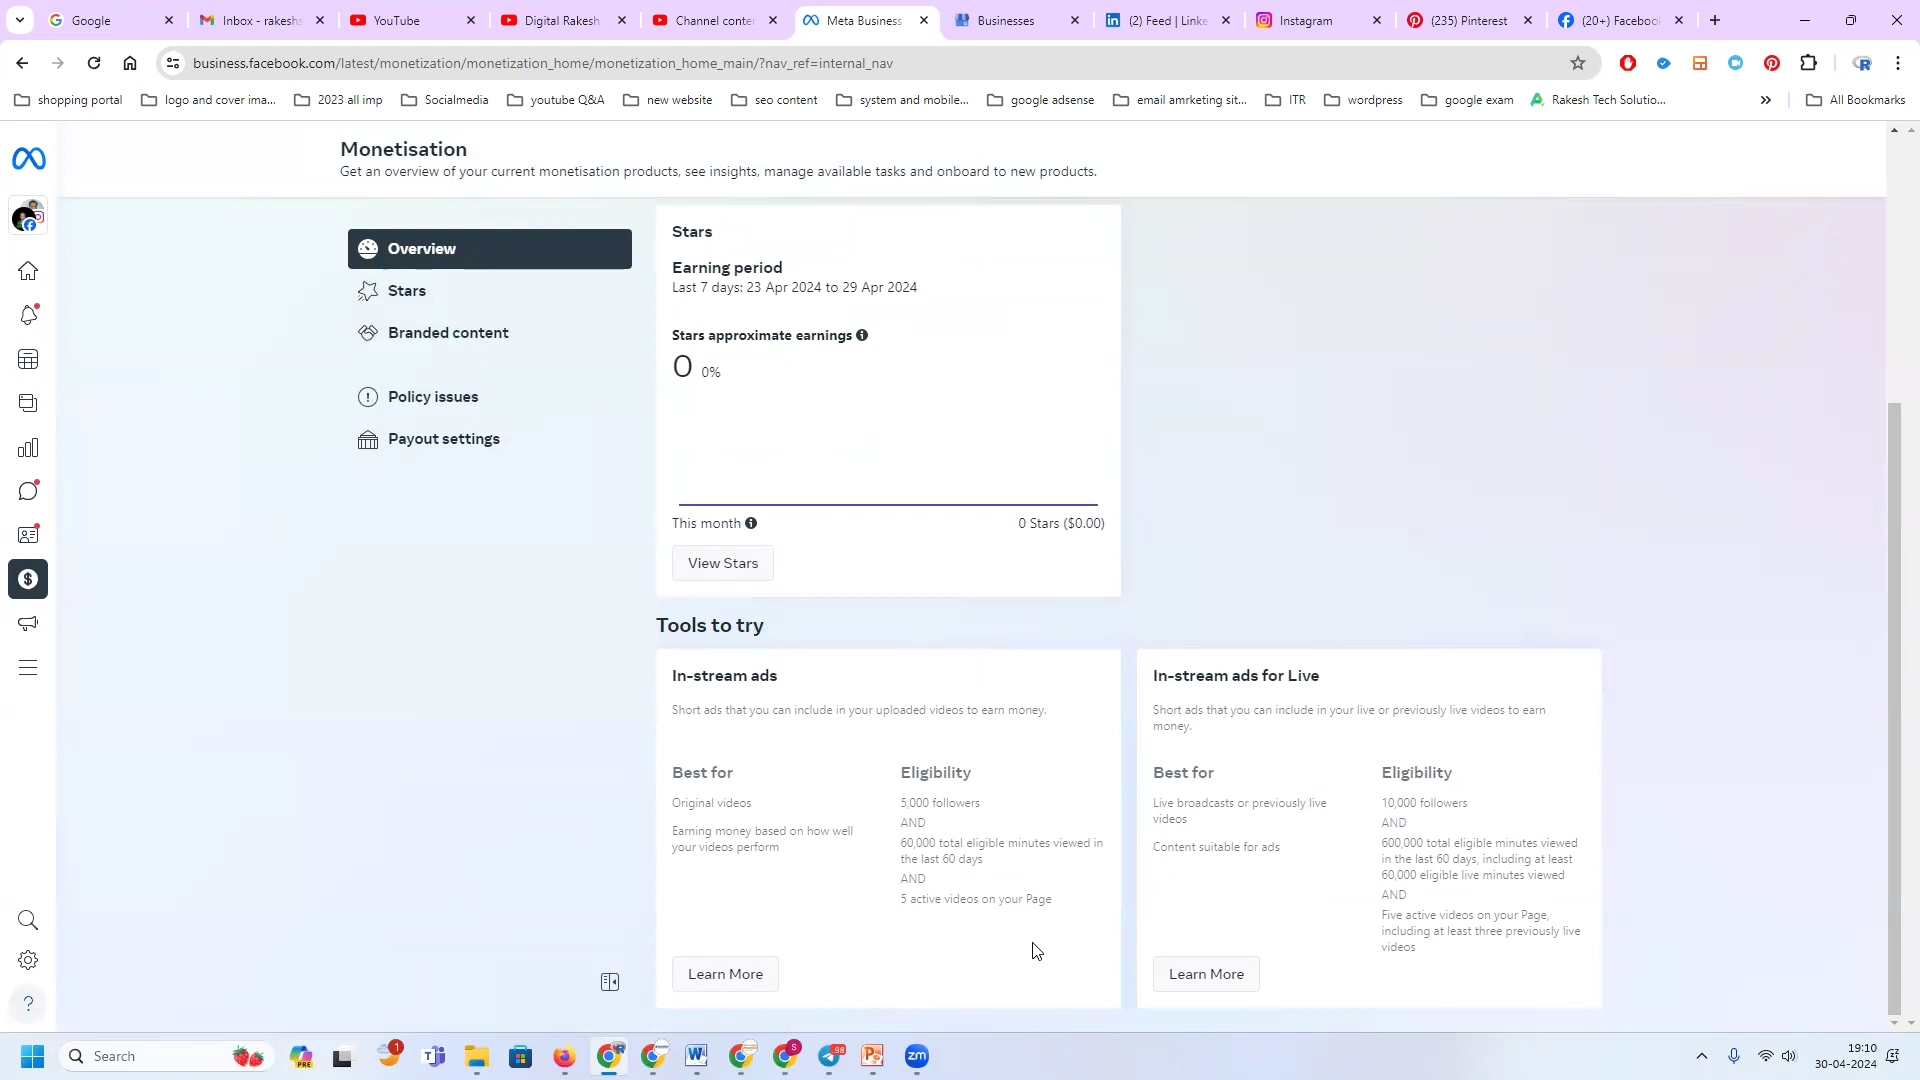 Google
Inbox - rakesh
YouTube
Digital Rakesh
Channel conte
Meta Business
Businesses
(2) Feed | Linke
Instagram
(235) Pinterest
(20+) Facebook
business.facebook.com/latest/monetization/monetization_home/monetization_home_main/?nav_ref=internal_nav
shopping portal
logo and cover ima...
2023 all imp
Socialmedia
youtube Q&A
new website
seo content
system and mobile...
google adsense
email amrketing sit...
ITR
wordpress
google exam
Rakesh Tech Solutio...
All Bookmarks
Monetisation
Get an overview of your current monetisation products, see insights, manage available tasks and onboard to new products.
Overview
Stars
Branded content
Policy issues
Payout settings
Stars
Earning period
Last 7 days: 23 Apr 2024 to 29 Apr 2024
Stars approximate earnings
0 0%
This month
0 Stars ($0.00)
View Stars
Tools to try
In-stream ads
Short ads that you can include in your uploaded videos to earn money.
Best for
Original videos
Earning money based on how well
your videos perform
Eligibility
5,000 followers
AND
60,000 total eligible minutes viewed in
the last 60 days
AND
5 active videos on your Page
Learn More
In-stream ads for Live
Short ads that you can include in your live or previously live videos to earn
money.
Best for
Live broadcasts or previously live
videos
Content suitable for ads
Eligibility
10,000 followers
AND
600,000 total eligible minutes viewed
in the last 60 days, including at least
60,000 eligible live minutes viewed
AND
Five active videos on your Page,
including at least three previously live
videos
Learn More
Search
PRE
1
98
S
zm
19:10
30-04-2024